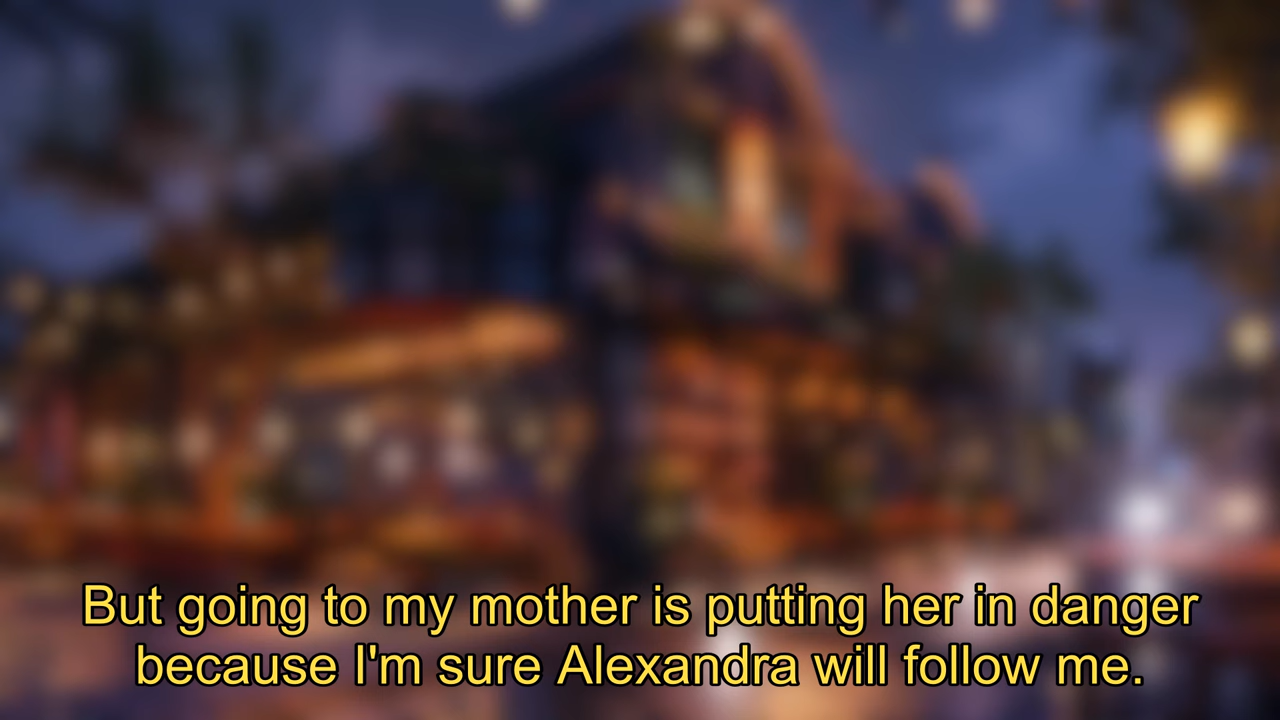 But going to my mother is putting her in danger
because I'm sure Alexandra will follow me.